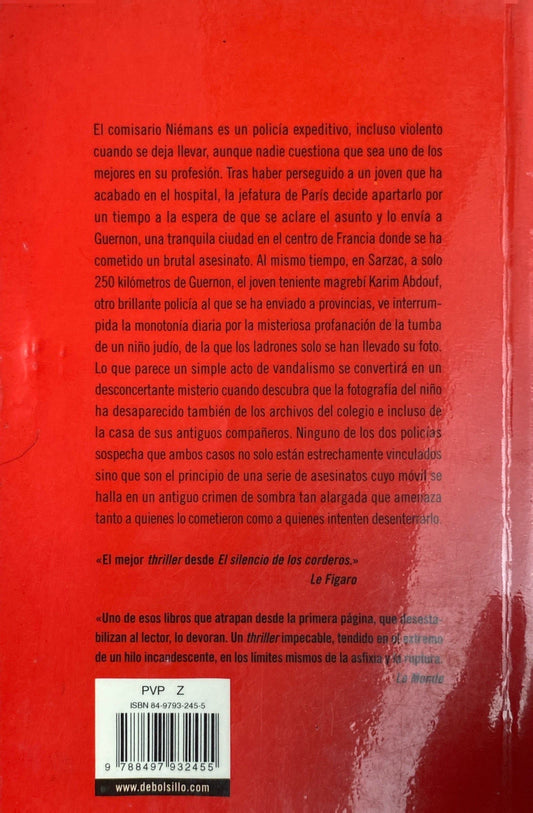 El comisario Niémans es un policía expeditivo, incluso violento
cuando se deja llevar, aunque nadie cuestiona que sea uno de los
mejores en su profesión. Tras haber perseguido a un joven que ha
acabado en el hospital, la jefatura de París decide apartarlo por
un tiempo a la espera de que se aclare el asunto y lo envía a
Guernon, una tranquila ciudad en el centro de Francia donde se ha
cometido un brutal asesinato. Al mismo tiempo, en Sarzac, a solo
250 kilómetros de Guernon, el joven teniente magrebí Karim Abdouf,
otro brillante policía al que se ha enviado a provincias, ve interrum-
pida la monotonía diaria por la misteriosa profanación de la tumba
de un niño judío, de la que los ladrones solo se han llevado su foto.
Lo que parece un simple acto de vandalismo se convertirá en un
desconcertante misterio cuando descubra que la fotografía del niño
ha desaparecido también de los archivos del colegio e incluso de
la casa de sus antiguos compañeros. Ninguno de los dos policías
sospecha que ambos casos no solo están estrechamente vinculados
sino que son el principio de una serie de asesinatos cuyo móvil se
halla en un antiguo crimen de sombra tan alargada que amenaza
tanto a quienes lo cometieron como a quienes intenten desenterrarlo.
«El mejor thriller desde El silencio de los corderos.»
Le Figaro
«Uno de esos libros que atrapan desde la primera página, que desesta-
bilizan al lector, lo devoran. Un thriller impecable, tendido en el extremo
de un hilo incandescente, en los límites mismos de la asfixia y la ruptura.
Le Monde
PVP Z
ISBN 84-9793-245-5
9 788497 932455
www.debolsillo.com